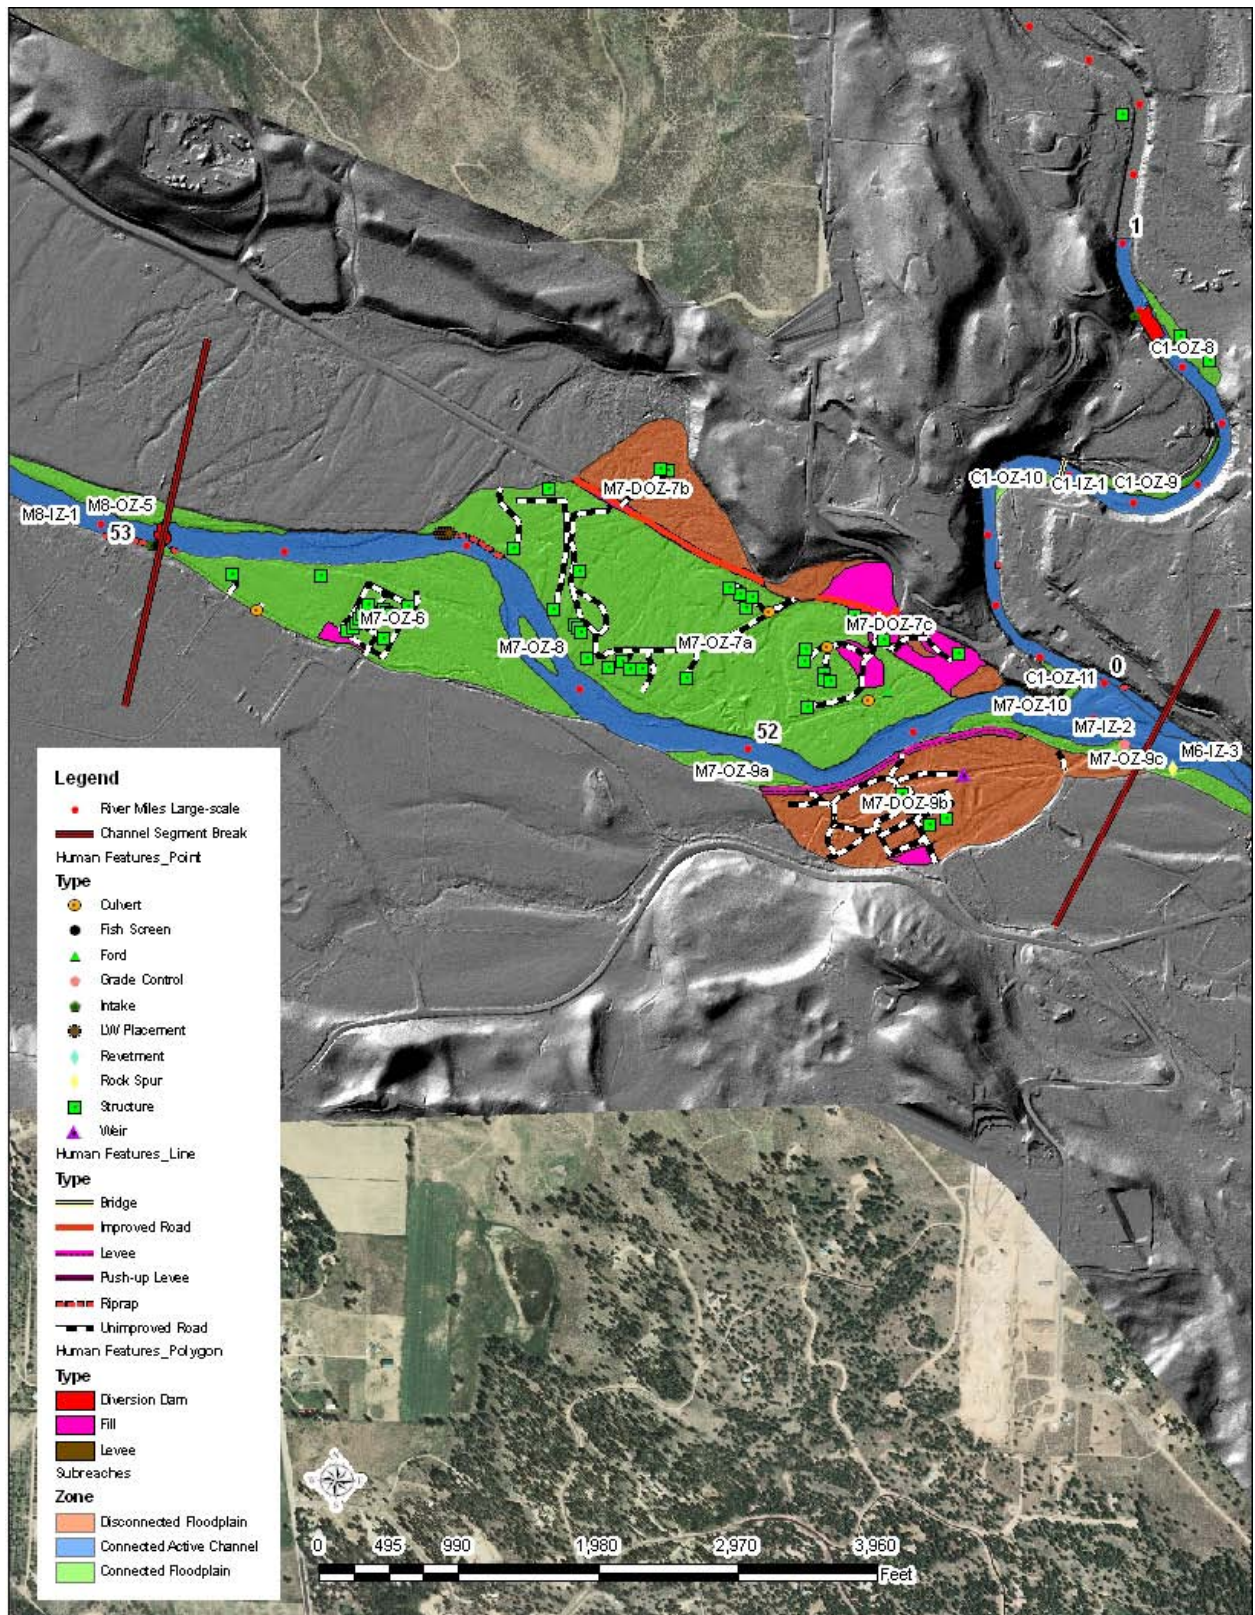 1
C1-OZ-8
C1-OZ-10
C1-IZ-1
C1-OZ-9
M7-DOZ-7b
M8-OZ-5
M8-IZ-1
53
M7-OZ-6
M7-OZ-8
M7-OZ-7a
M7-DOZ-7c
0
C1-OZ-11
M7-OZ-10
M7-IZ-2
52
M7-OZ-9a
M7-OZ-9c
M6-IZ-3
M7-DOZ-9b
Legend
River Miles Large-scale
Channel Segment Break
Human Features_Point
Type
Culvert
Fish Screen
Ford
Grade Control
Intake
LW Placement
Revetment
Rock Spur
Structure
Weir
Human Features_Line
Type
Bridge
Improved Road
Levee
Push-up Levee
Riprap
Unimproved Road
Human Features_Polygon
Type
Diversion Dam
Fill
Levee
Subreaches
Zone
Disconnected Floodplain
Connected Active Channel
Connected Floodplain
0 495 990 1,980 2,970 3,960
Feet